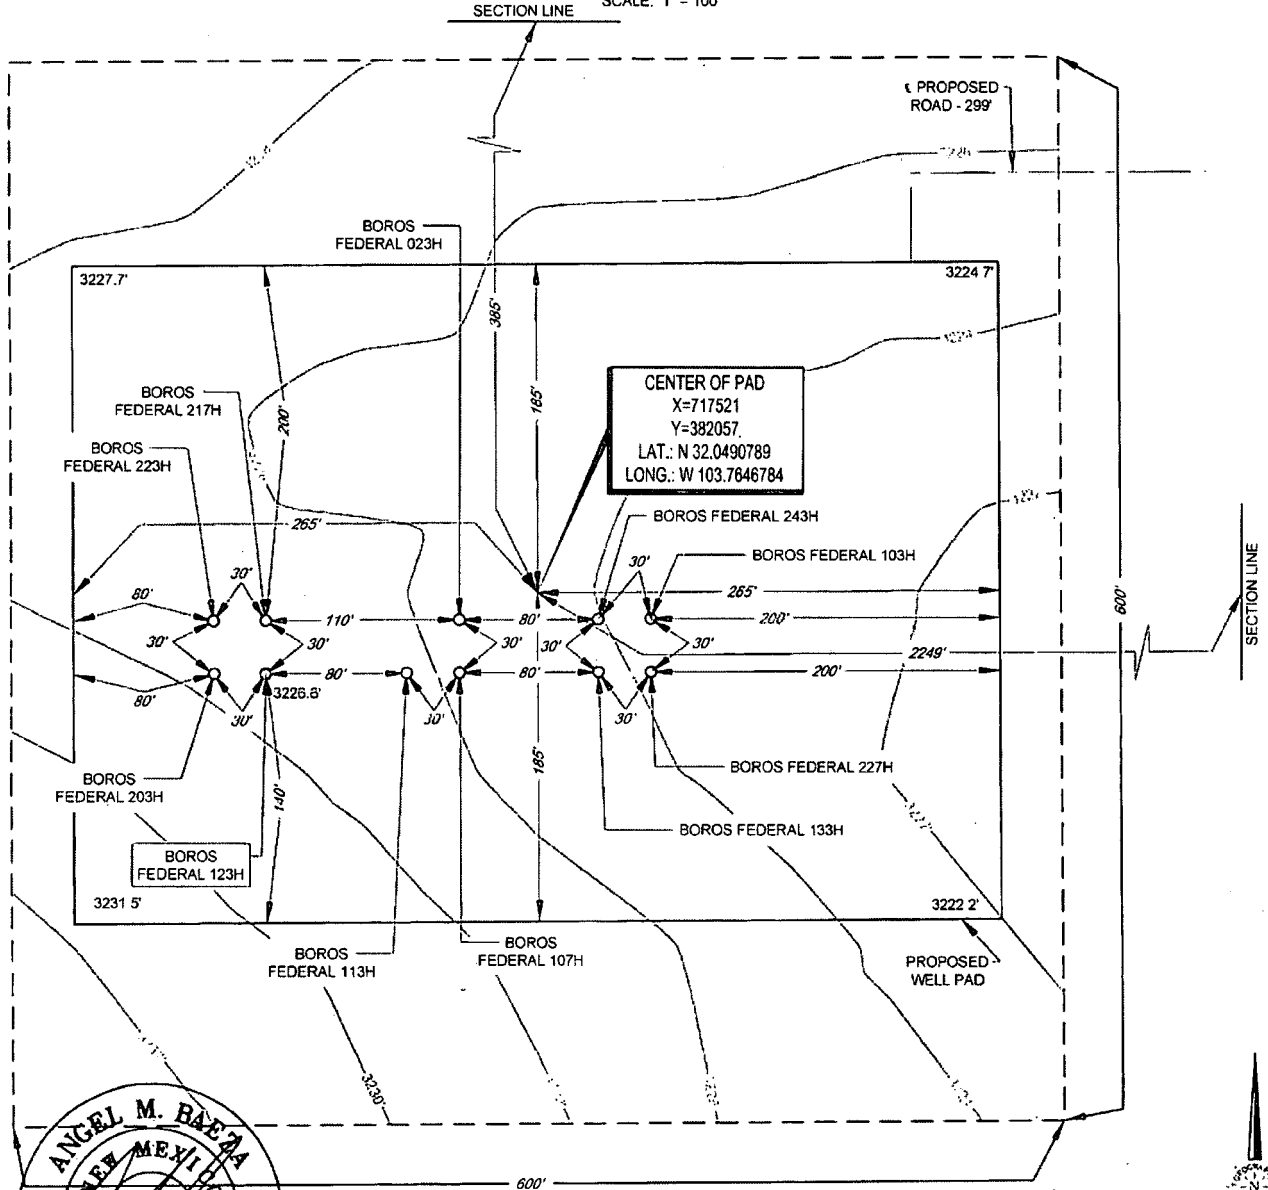 SECTION LINE
PROPOSED
ROAD - 299'
BOROS
FEDERAL 023H
3227.7'
3224 7'
385'
185'
200'
CENTER OF PAD
X=717521
Y=382057.
LAT.: N 32.0490789
LONG.: W 103.7646784
BOROS
FEDERAL 217H
BOROS
FEDERAL 223H
265'
BOROS FEDERAL 243H
BOROS FEDERAL 103H
SECTION LINE
30'
30'
265'
80'
600'
110'
80'
200'
30'
30'
30'
30'
30'
2249'
80'
80'
80'
200'
3226.6'
30'
30'
30'
BOROS FEDERAL 227H
BOROS
FEDERAL 203H
140'
185'
BOROS FEDERAL 133H
BOROS
FEDERAL 123H
3231 5'
3222 2'
BOROS
FEDERAL 113H
BOROS
FEDERAL 107H
PROPOSED
WELL PAD
3230'
ANGEL M. BAEZA
600'